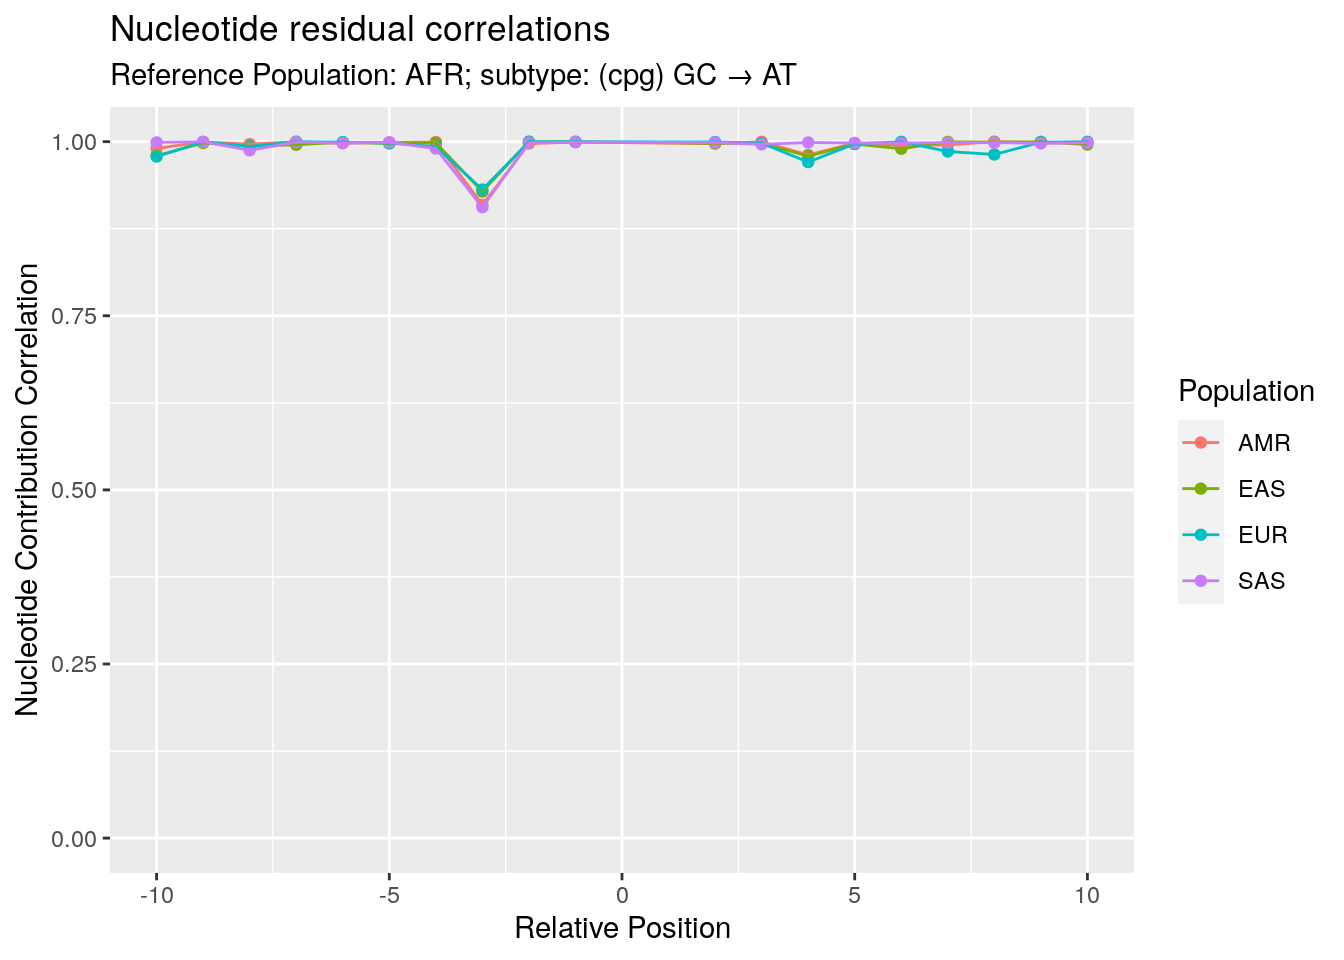 Nucleotide residual correlations
Reference Population: AFR; subtype: (cpg) GC → AT
Nucleotide Contribution Correlation
1.00
0.75
0.50
0.25
0.00
-10
-5
0
5
10
Relative Position
Population
AMR
EAS
EUR
SAS